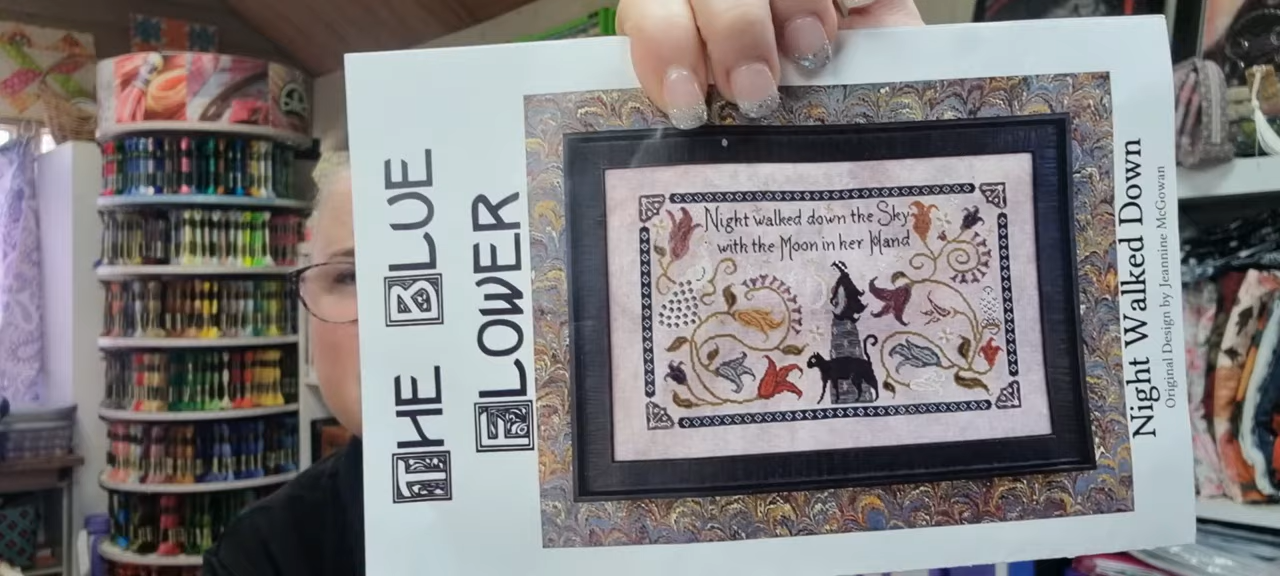 THE BLUE
FLOWER
Night walked down the Sky
with the Moon in her Hand
Night Walked Down
Original Design by Jeannine McGowan